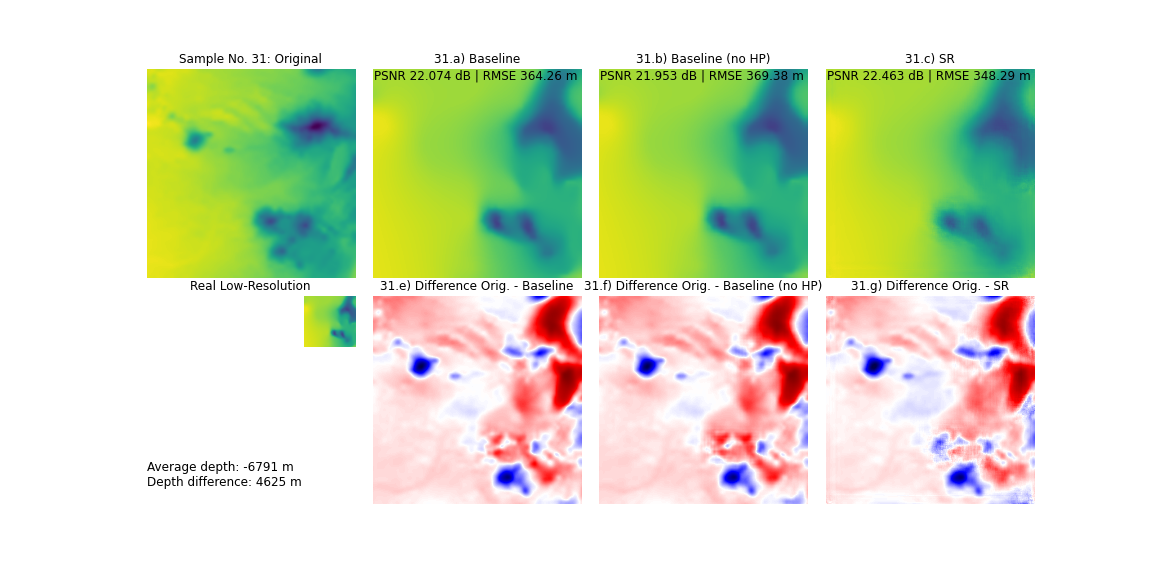 Sample No. 31: Original
31.a) Baseline
31.b) Baseline (no HP)
31.c) SR
PSNR 22.074 dB | RMSE 364.26 m
PSNR 21.953 dB | RMSE 369.38 m
PSNR 22.463 dB | RMSE 348.29 m
Real Low-Resolution
31.e) Difference Orig. - Baseline
31.f) Difference Orig. - Baseline (no HP)
31.g) Difference Orig. - SR
Average depth: -6791 m
Depth difference: 4625 m